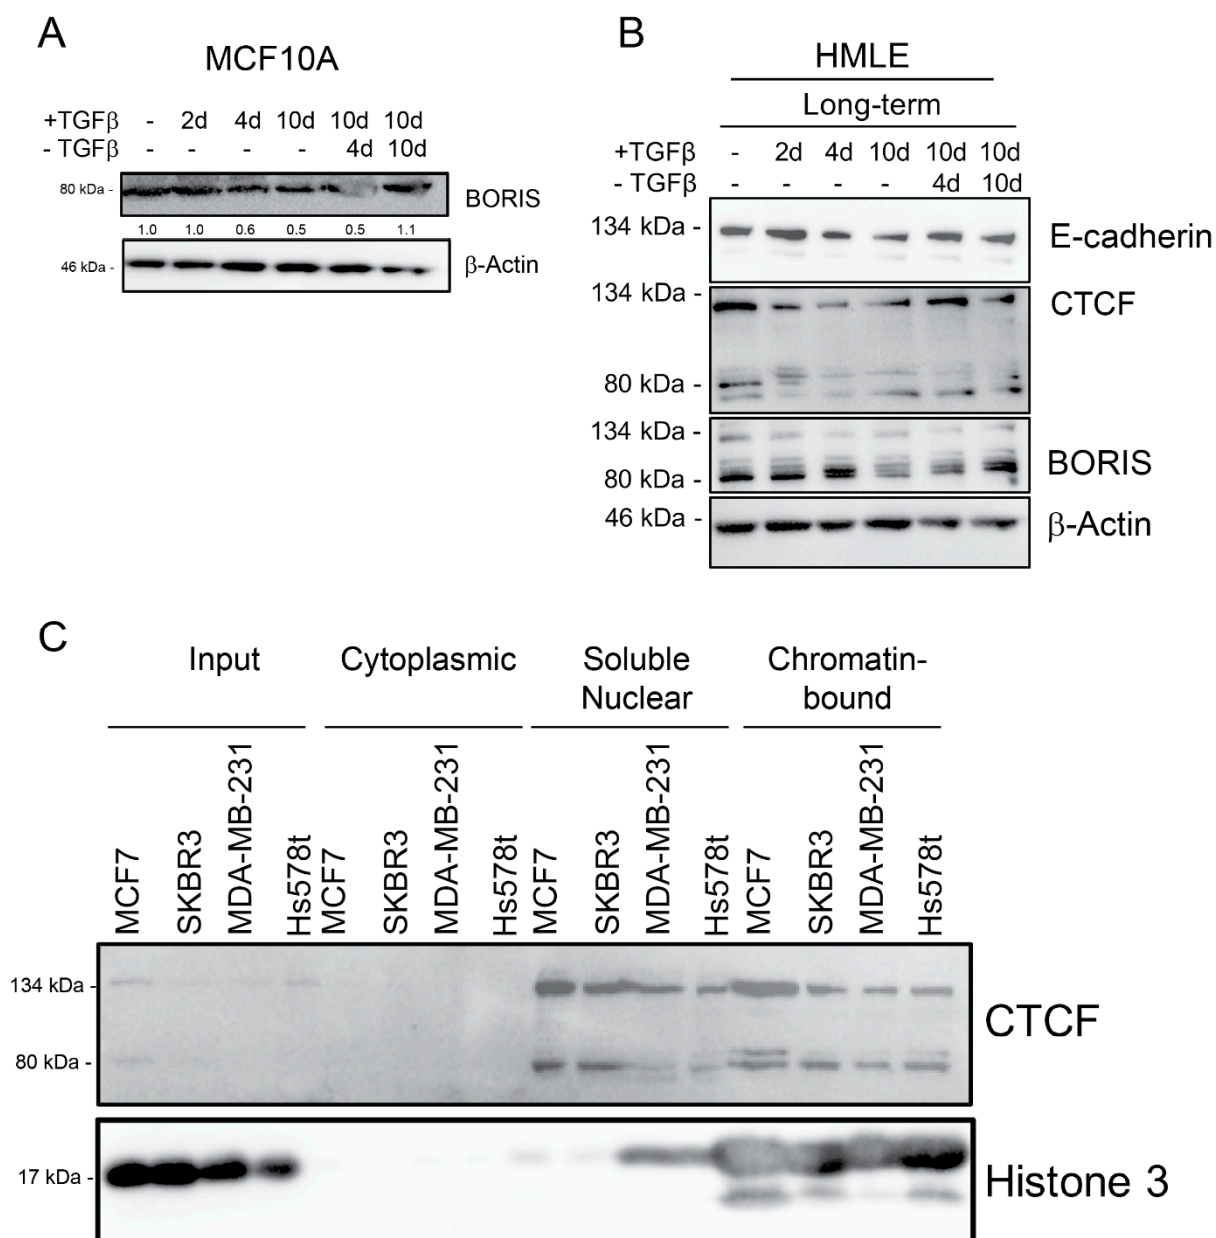 A
MCF10A
+TGFβ - 2d 4d 10d 10d 10d
- TGFβ - - - - 4d 10d
80 kDa -
BORIS
1.0 1.0 0.6 0.5 0.5 1.1
46 kDa -
β-Actin
B
HMLE
Long-term
+TGFβ - 2d 4d 10d 10d 10d
- TGFβ - - - - 4d 10d
134 kDa -
E-cadherin
134 kDa -
CTCF
80 kDa -
134 kDa -
BORIS
80 kDa -
46 kDa -
β-Actin
C
Input Cytoplasmic Soluble Chromatin-
Nuclear bound
MCF7 SKBR3 MDA-MB-231 Hs578t MCF7 SKBR3 MDA-MB-231 Hs578t MCF7 SKBR3 MDA-MB-231 Hs578t MCF7 SKBR3 MDA-MB-231 Hs578t
134 kDa -
CTCF
80 kDa -
17 kDa -
Histone 3